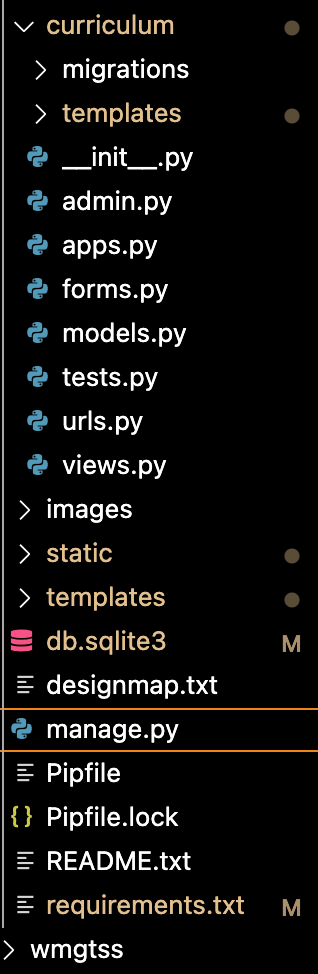 curriculum
migrations
templates
__init__.py
admin.py
apps.py
forms.py
models.py
tests.py
urls.py
views.py
images
static
templates
db.sqlite3 M
designmap.txt
manage.py
Pipfile
{} Pipfile.lock
README.txt
requirements.txt M
wmgtss